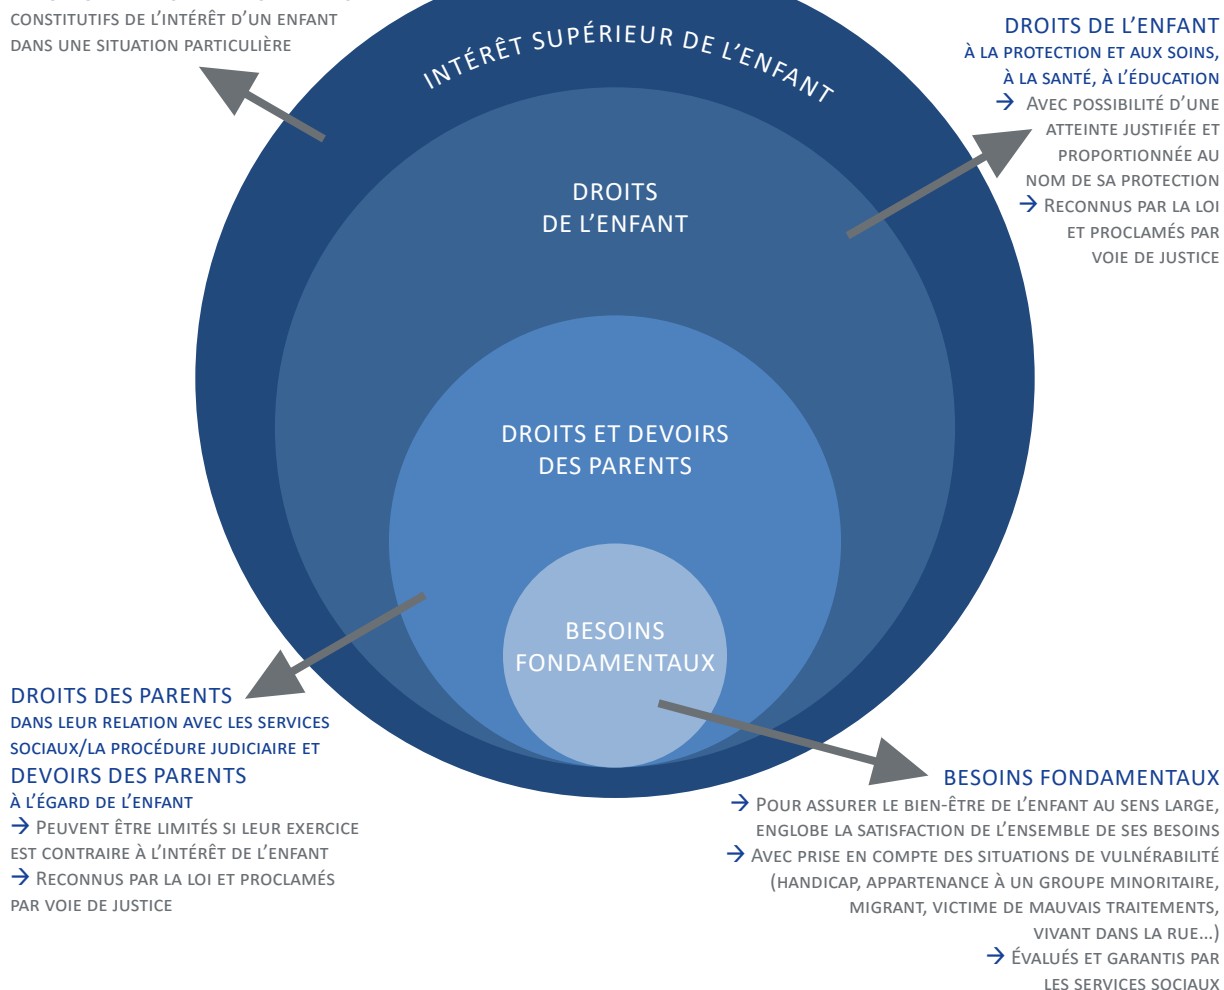 CONSTITUTIFS DE L'INTÉRÊT D'UN ENFANT
DANS UNE SITUATION PARTICULIÈRE
INTÉRÊT SUPÉRIEUR DE L'ENFANT
DROITS DE L'ENFANT
À LA PROTECTION ET AUX SOINS,
À LA SANTÉ, À L'ÉDUCATION
→ AVEC POSSIBILITÉ D'UNE
ATTEINTE JUSTIFIÉE ET
PROPORTIONNÉE AU
NOM DE SA PROTECTION
→ RECONNUS PAR LA LOI
ET PROCLAMÉS PAR
VOIE DE JUSTICE
DROITS
DE L'ENFANT
DROITS ET DEVOIRS
DES PARENTS
BESOINS
FONDAMENTAUX
DROITS DES PARENTS
DANS LEUR RELATION AVEC LES SERVICES
SOCIAUX/LA PROCÉDURE JUDICIAIRE ET
DEVOIRS DES PARENTS
À L'ÉGARD DE L'ENFANT
→ PEUVENT ÊTRE LIMITÉS SI LEUR EXERCICE
EST CONTRAIRE À L'INTÉRÊT DE L'ENFANT
→ RECONNUS PAR LA LOI ET PROCLAMÉS
PAR VOIE DE JUSTICE
BESOINS FONDAMENTAUX
→ POUR ASSURER LE BIEN-ÊTRE DE L'ENFANT AU SENS LARGE,
ENGLOBE LA SATISFACTION DE L'ENSEMBLE DE SES BESOINS
→ AVEC PRISE EN COMPTE DES SITUATIONS DE VULNÉRABILITÉ
(HANDICAP, APPARTENANCE À UN GROUPE MINORITAIRE,
MIGRANT, VICTIME DE MAUVAIS TRAITEMENTS,
VIVANT DANS LA RUE...)
→ ÉVALUÉS ET GARANTIS PAR
LES SERVICES SOCIAUX